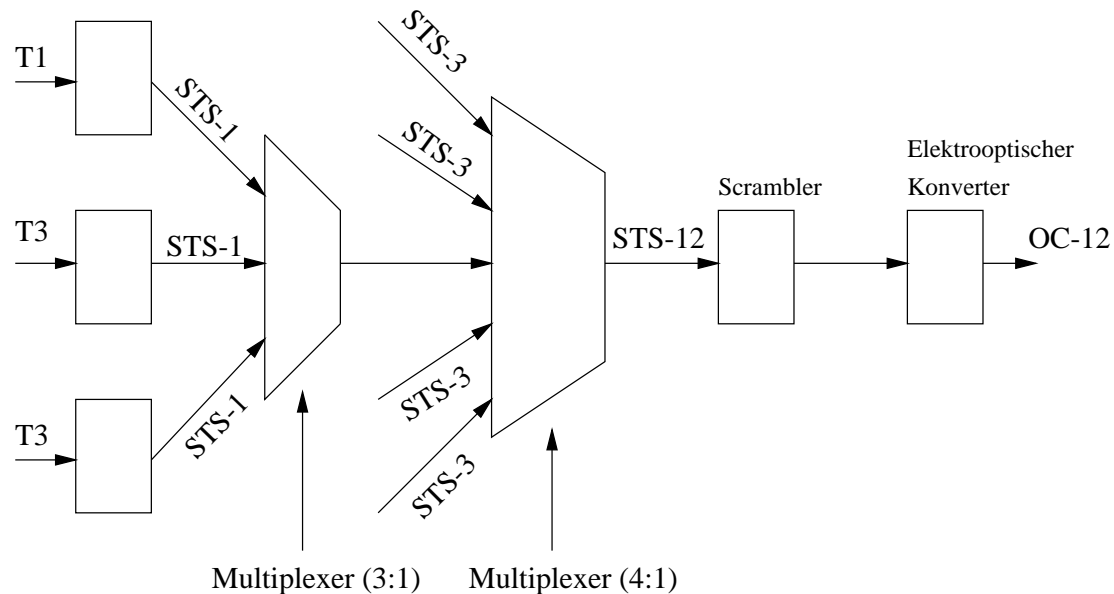 T1
STS-1
T3
STS-1
T3
STS-1
STS-3
STS-3
STS-3
STS-3
STS-12
Scrambler
Elektrooptischer
Konverter
OC-12
Multiplexer (3:1)
Multiplexer (4:1)